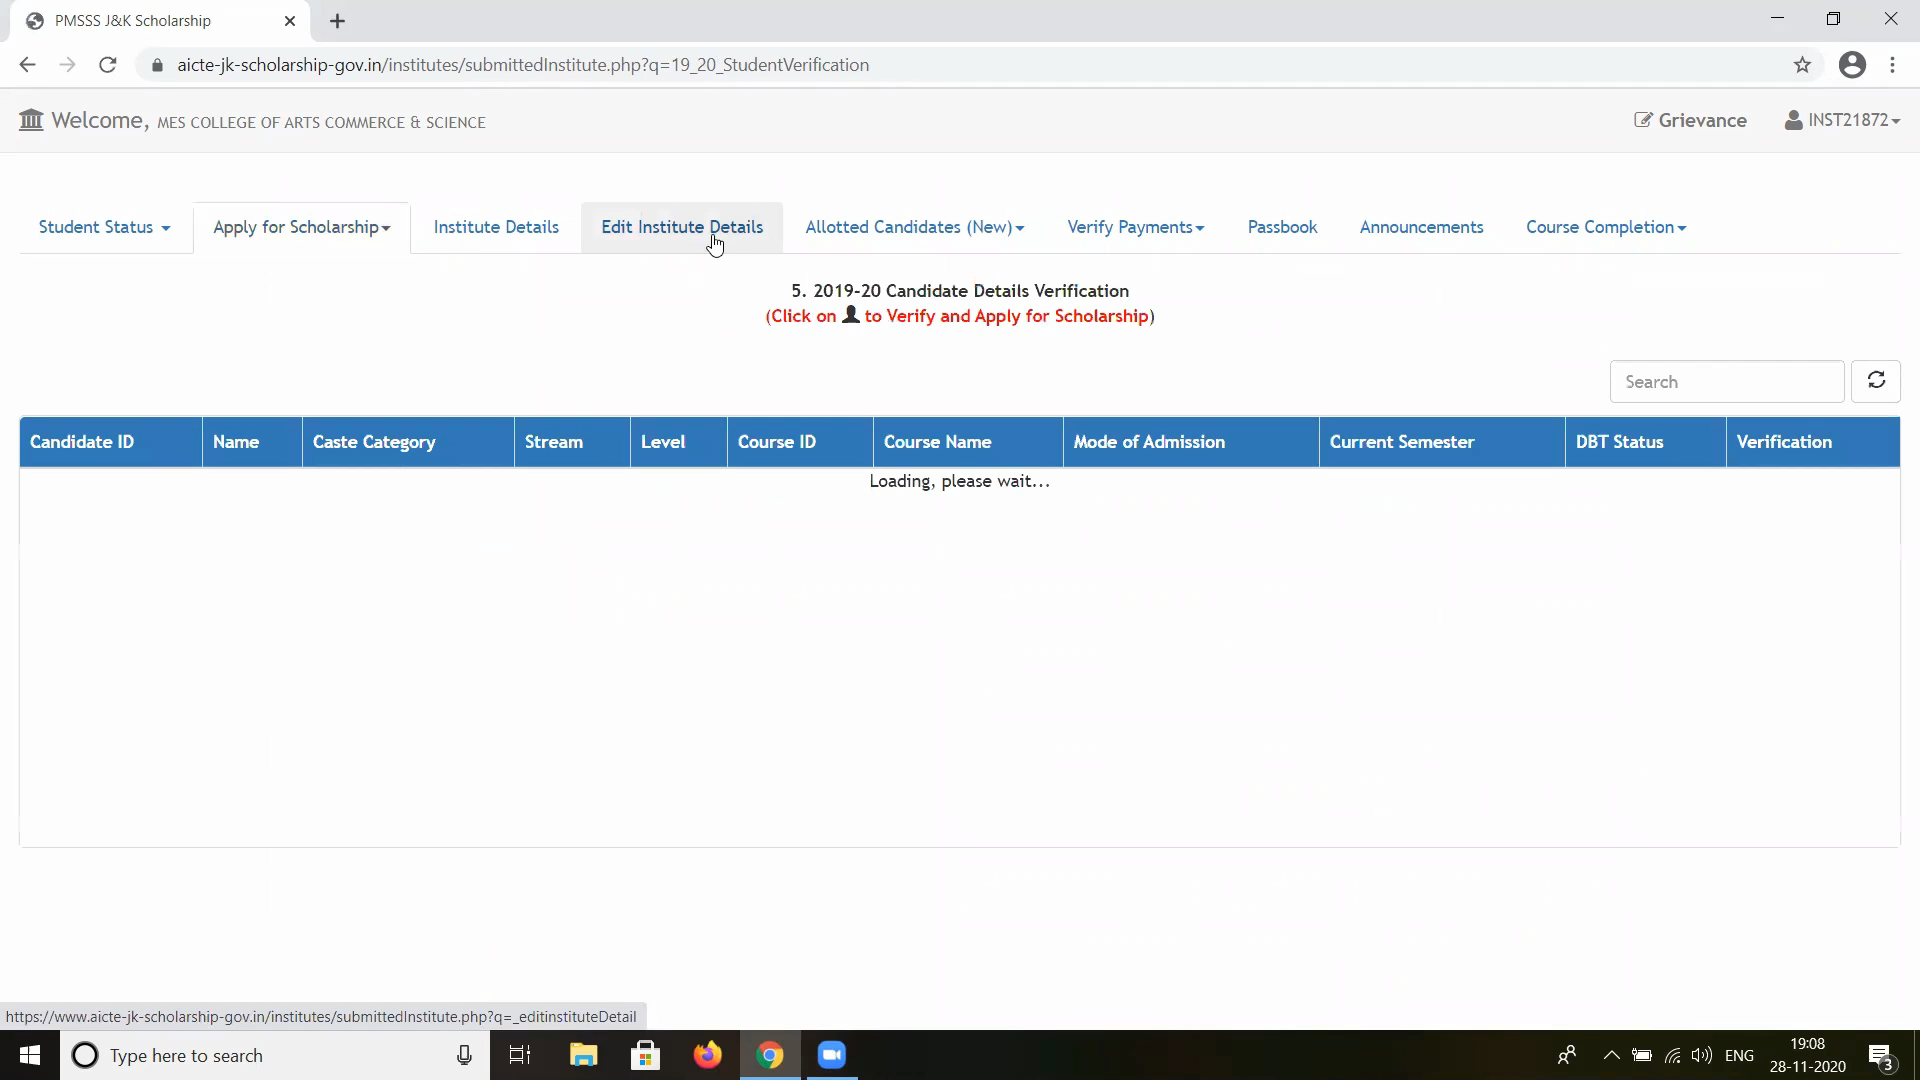 PMSSS J&K Scholarship
aicte-jk-scholarship-gov.in/institutes/submittedInstitute.php?q=19_20_StudentVerification
Welcome, MES COLLEGE OF ARTS COMMERCE & SCIENCE
Grievance
INST21872
Student Status
Apply for Scholarship
Institute Details
Edit Institute Details
Allotted Candidates (New)
Verify Payments
Passbook
Announcements
Course Completion
5. 2019-20 Candidate Details Verification
(Click on to Verify and Apply for Scholarship)
Search
Candidate ID
Name
Caste Category
Stream
Level
Course ID
Course Name
Mode of Admission
Current Semester
DBT Status
Verification
Loading, please wait...
https://www.aicte-jk-scholarship-gov.in/institutes/submittedInstitute.php?q=_editinstituteDetail
Type here to search
ENG
19:08
28-11-2020
3